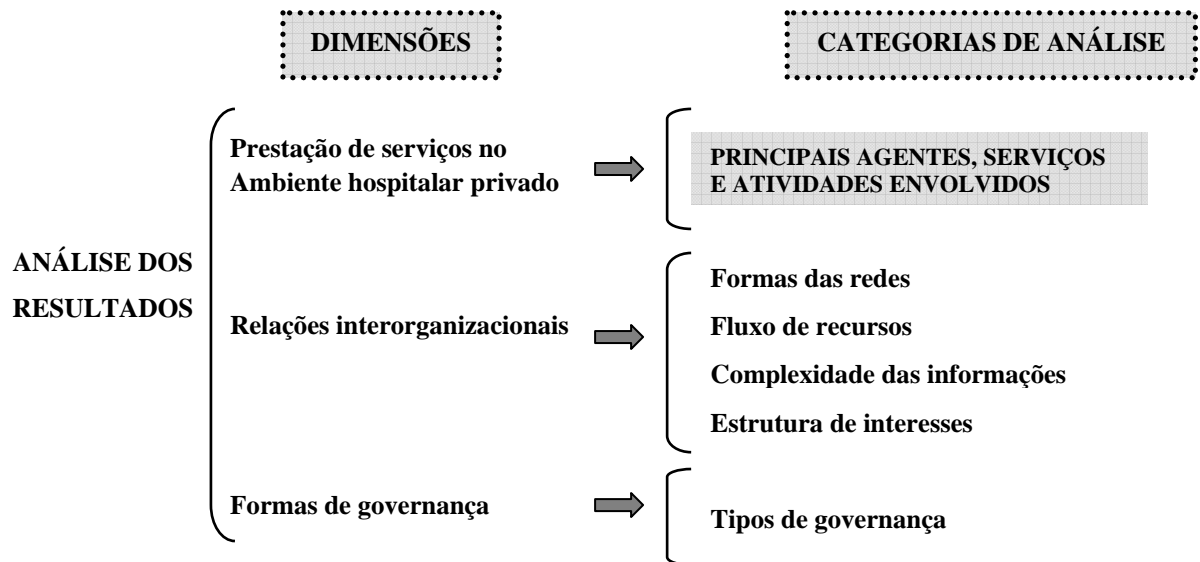 DIMENSÕES
CATEGORIAS DE ANÁLISE
Prestação de serviços no
Ambiente hospitalar privado
PRINCIPAIS AGENTES, SERVIÇOS
E ATIVIDADES ENVOLVIDOS
ANÁLISE DOS
RESULTADOS
Relações interorganizacionais
Formas das redes
Fluxo de recursos
Complexidade das informações
Estrutura de interesses
Formas de governança
Tipos de governança